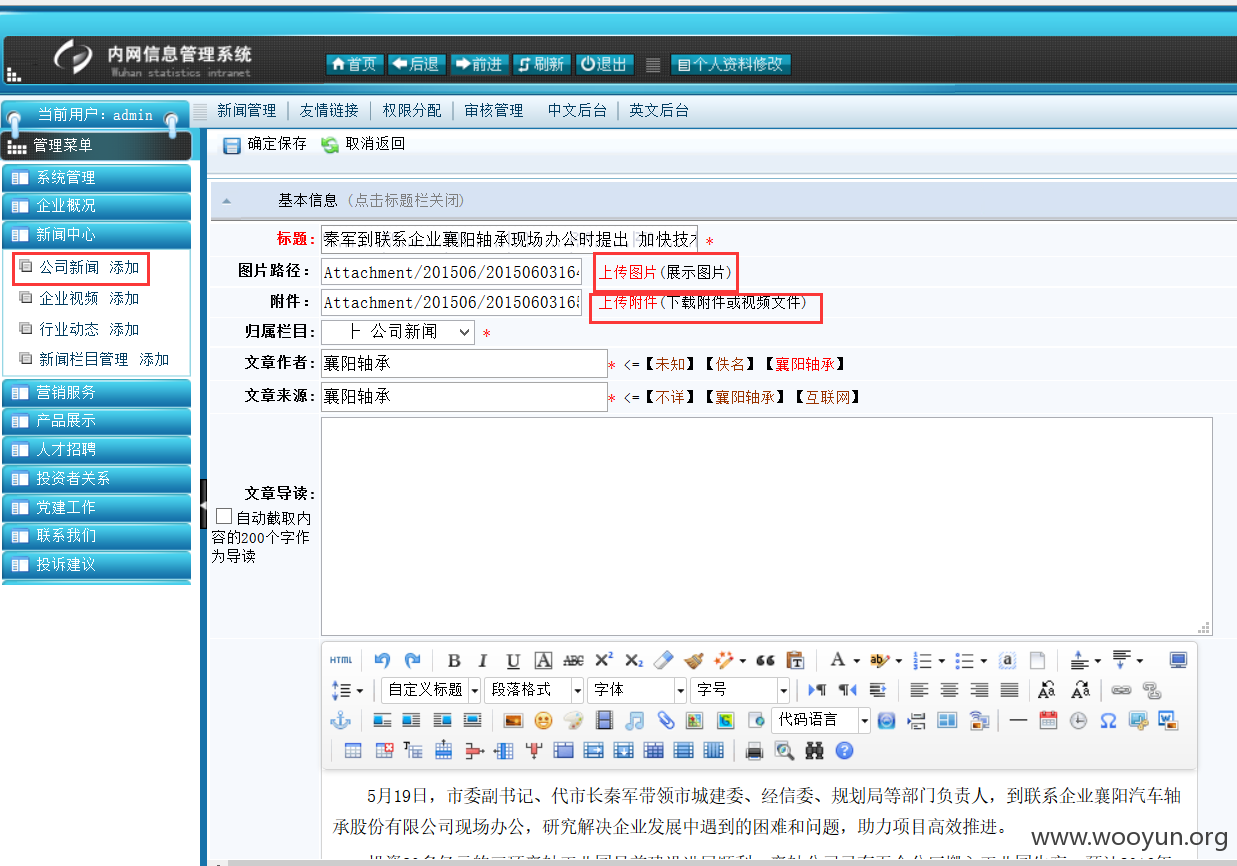 内网信息管理系统
Wuhan statistics intranet
首页 后退 前进 刷新 退出 个人资料修改
当前用户：admin
新闻管理 友情链接 权限分配 审核管理 中文后台 英文后台
管理菜单
确定保存 取消返回
系统管理
企业概况
新闻中心
公司新闻 添加
企业视频 添加
行业动态 添加
新闻栏目管理 添加
营销服务
产品展示
人才招聘
投资者关系
党建工作
联系我们
投诉建议
基本信息 (点击标题栏关闭)
标题: 秦军到联系企业襄阳轴承现场办公时提出 加快技 *
图片路径: Attachment/201506/2015060316 上传图片(展示图片)
附件: Attachment/201506/20150603165 上传附件(下载附件或视频文件)
归属栏目: ├ 公司新闻 *
文章作者: 襄阳轴承 * <=【未知】【佚名】【襄阳轴承】
文章来源: 襄阳轴承 * <=【不详】【襄阳轴承】【互联网】
文章导读:
自动截取内
容的200个字作
为导读
HTML B I U A ABC X² X₂ A ab a
自定义标题 段落格式 字体 字号
代码语言
5月19日，市委副书记、代市长秦军带领市城建委、经信委、规划局等部门负责人，到联系企业襄阳汽车轴
承股份有限公司现场办公，研究解决企业发展中遇到的困难和问题，助力项目高效推进。
www.wooyun.org